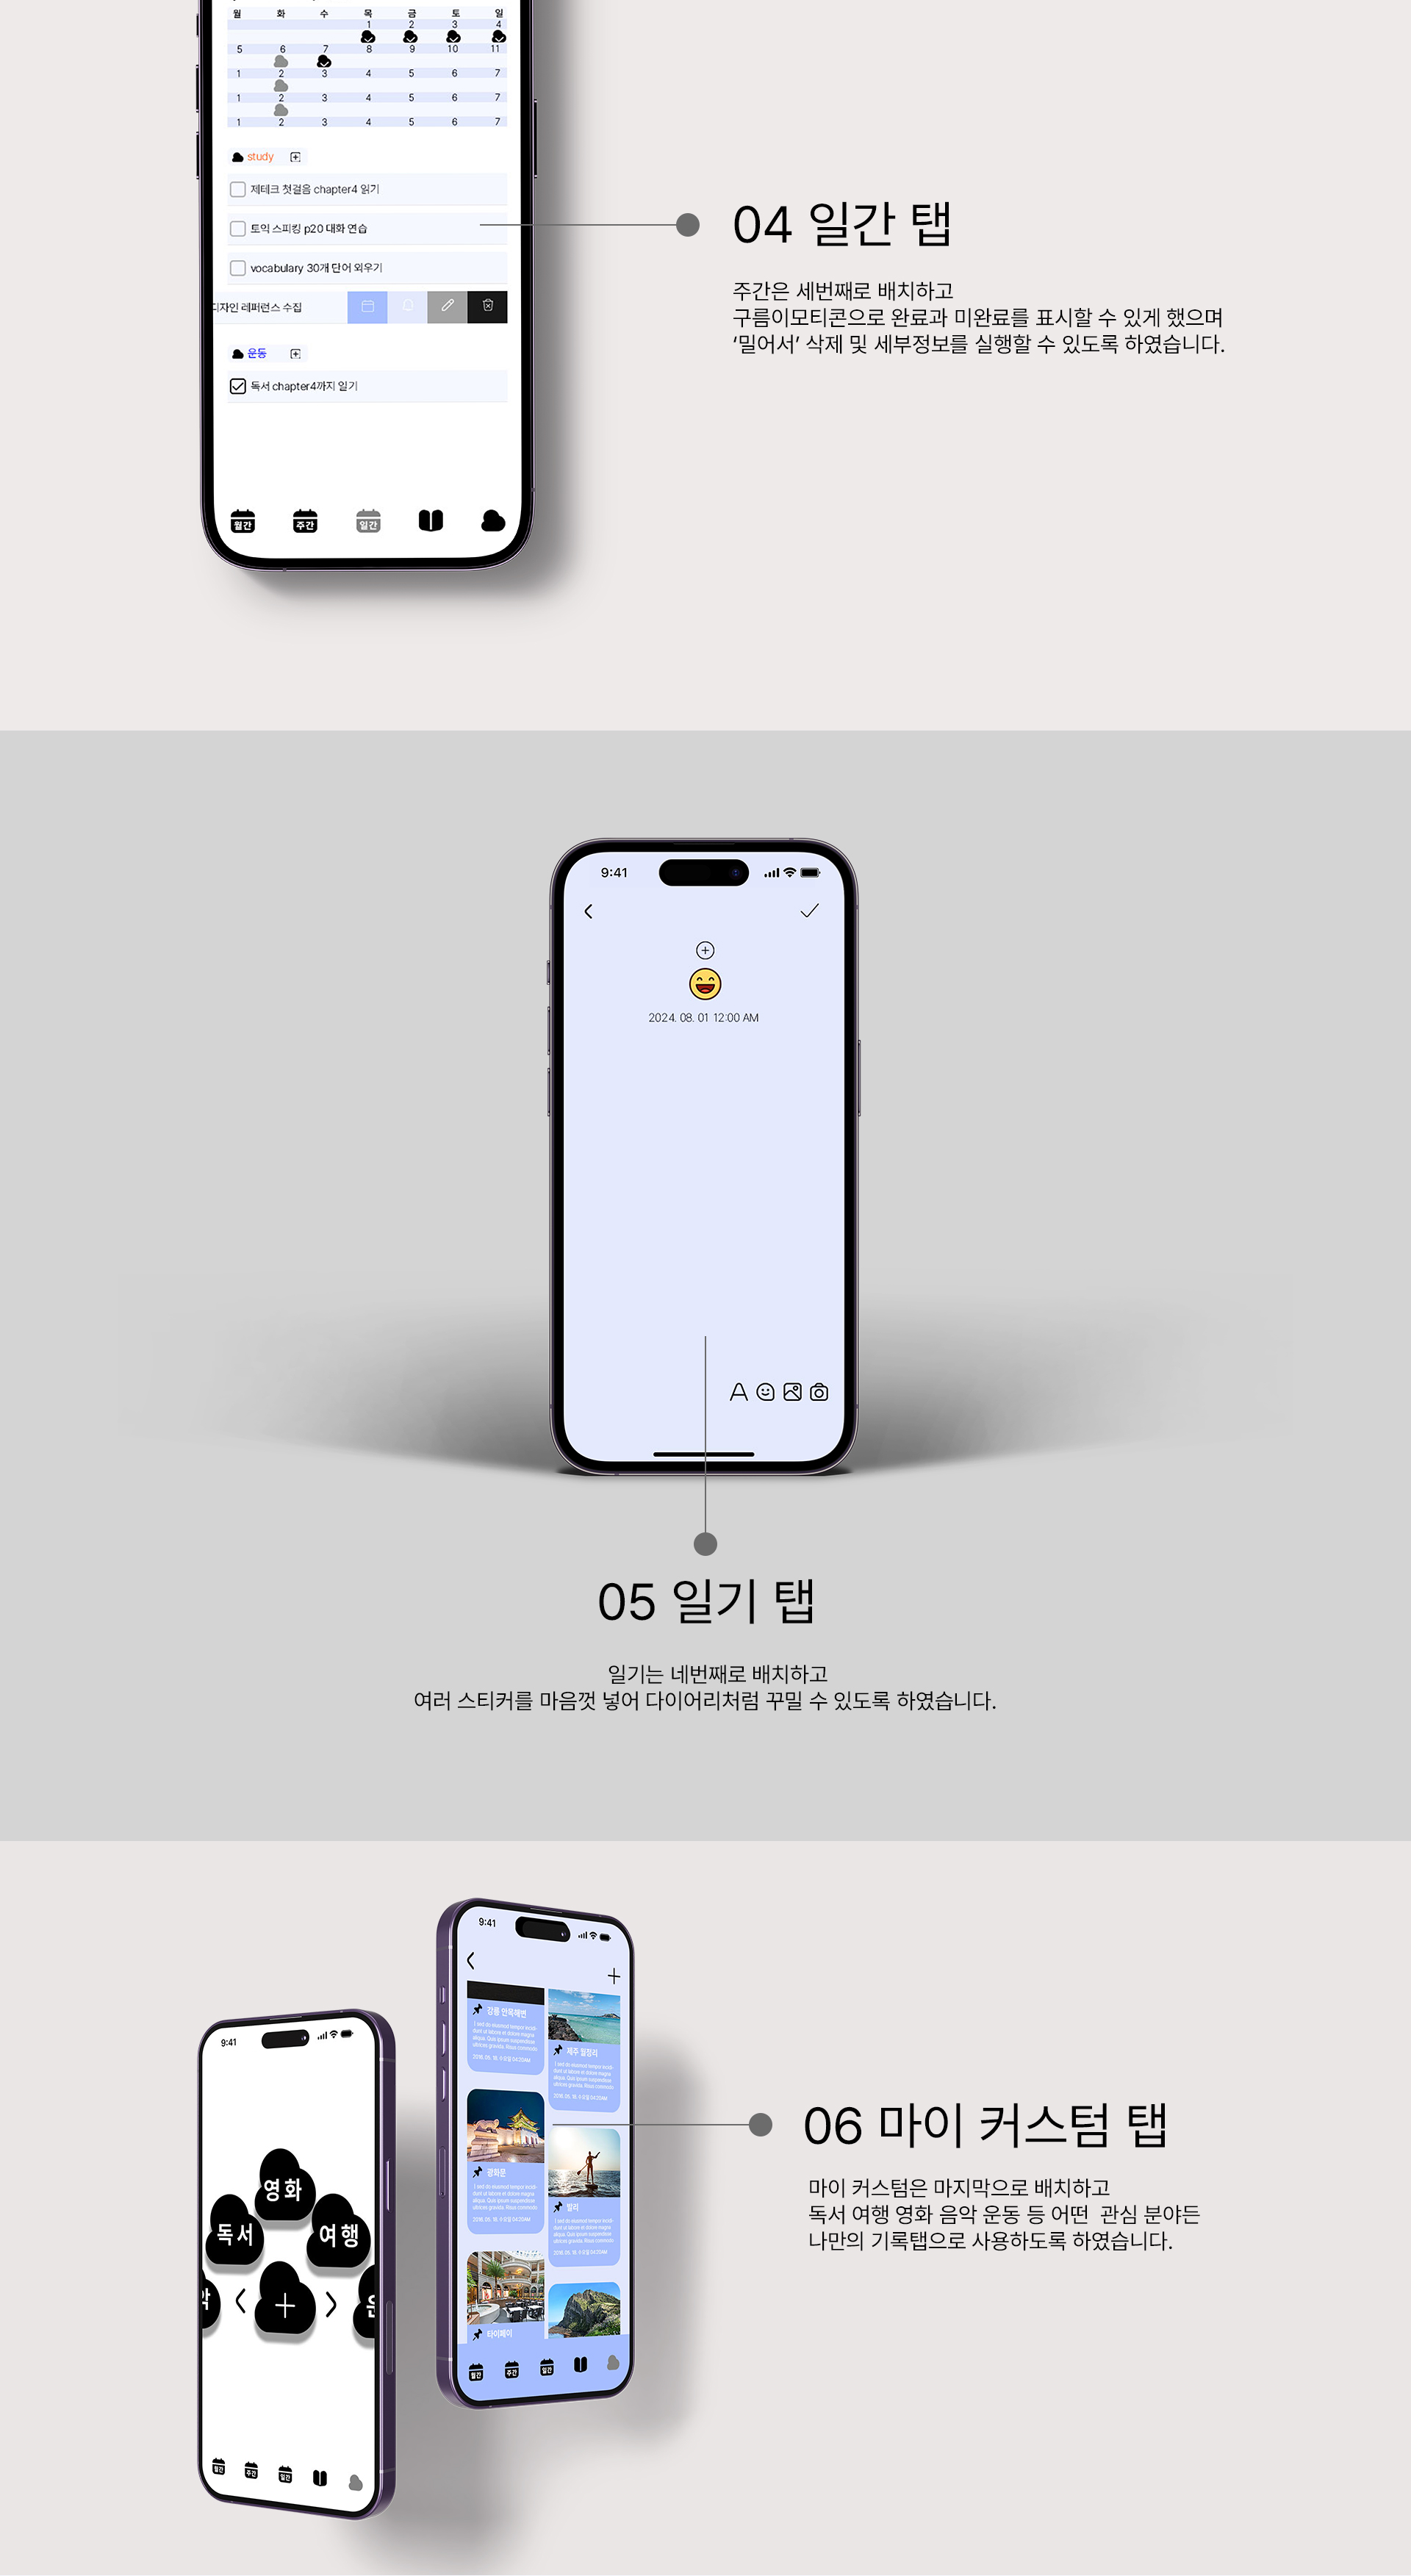 월 화 수 목 금 토 일
1 2 3 4
5 6 7 8 9 10 11
1 2 3 4 5 6 7
1 2 3 4 5 6 7
1 2 3 4 5 6 7
study
제테크 첫걸음 chapter4 읽기
토익 스피킹 p20 대화 연습
vocabulary 30개 단어 외우기
디자인 레퍼런스 수집
운동
독서 chapter4까지 일기
월간 주간 일간
04 일간 탭
주간은 세번째로 배치하고
구름이모티콘으로 완료과 미완료를 표시할 수 있게 했으며
‘밀어서’ 삭제 및 세부정보를 실행할 수 있도록 하였습니다.
9:41
2024. 08. 01 12:00 AM
05 일기 탭
일기는 네번째로 배치하고
여러 스티커를 마음껏 넣어 다이어리처럼 꾸밀 수 있도록 하였습니다.
9:41
영화
독서 여행
악
월간 주간 일간
9:41
강릉 안목해변
제주 월정리
광화문
발리
타이페이
월간 주간 일간
06 마이 커스텀 탭
마이 커스텀은 마지막으로 배치하고
독서 여행 영화 음악 운동 등 어떤 관심 분야든
나만의 기록탭으로 사용하도록 하였습니다.